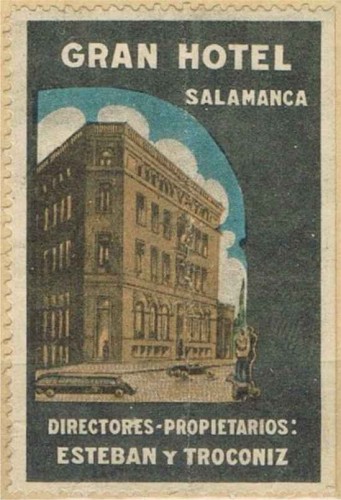 GRAN HOTEL
SALAMANCA
DIRECTORES-PROPIETARIOS:
ESTEBAN Y TROCONIZ